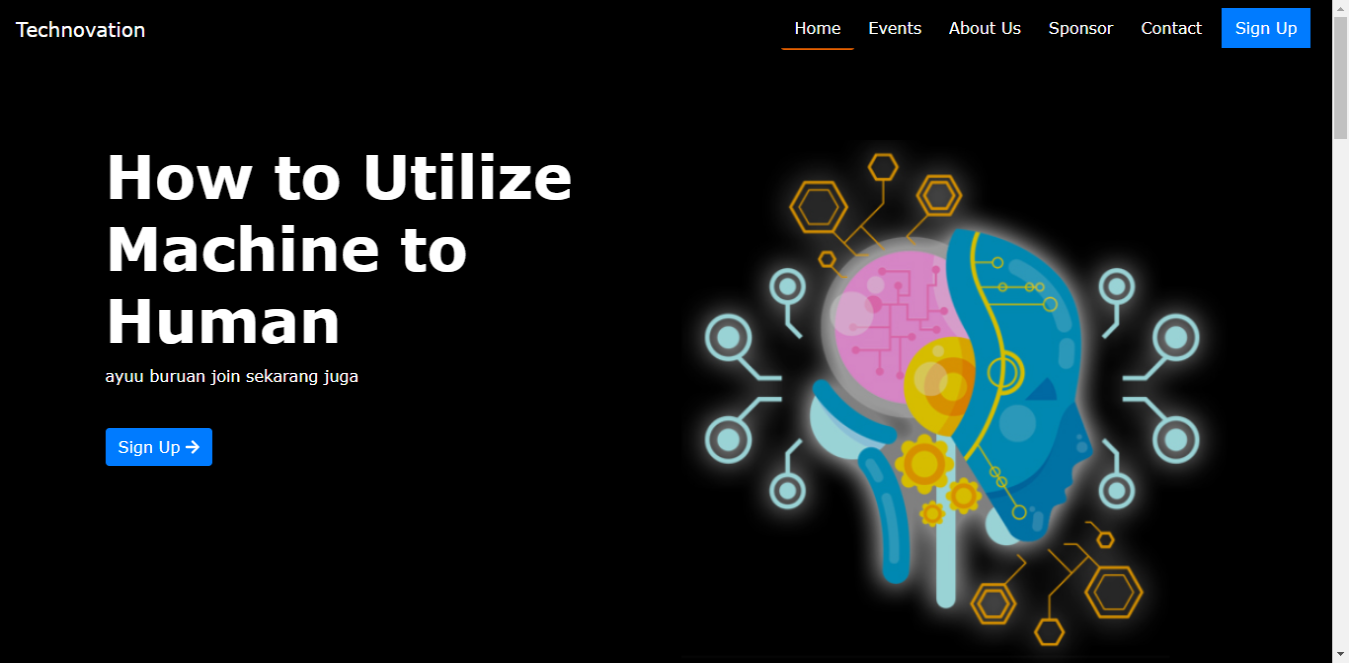 Technovation
Home Events About Us Sponsor Contact Sign Up
How to Utilize
Machine to
Human
ayuu buruan join sekarang juga
Sign Up →